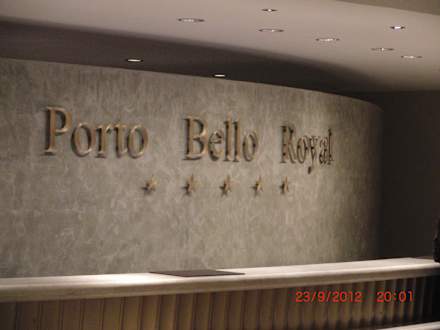 Porto Bello Royal
★ ★ ★ ★ ★
23/9/2012 20:01